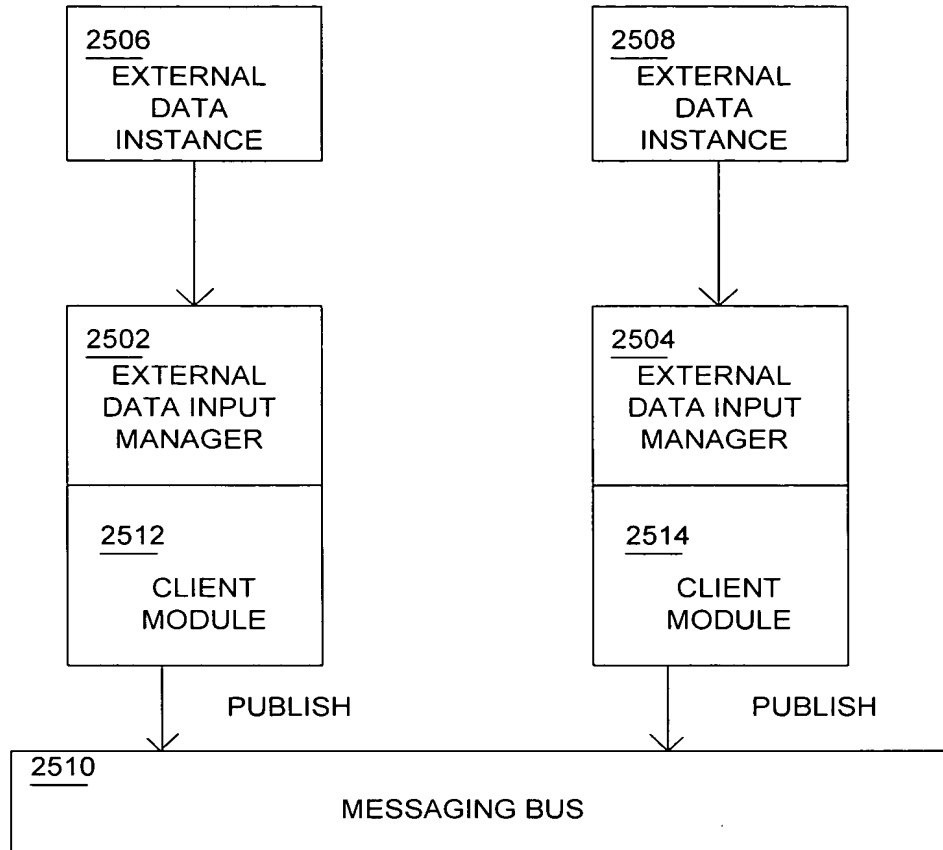 2506
EXTERNAL
DATA
INSTANCE
2508
EXTERNAL
DATA
INSTANCE
2502
EXTERNAL
DATA INPUT
MANAGER
2504
EXTERNAL
DATA INPUT
MANAGER
2512
CLIENT
MODULE
2514
CLIENT
MODULE
PUBLISH
PUBLISH
2510
MESSAGING BUS